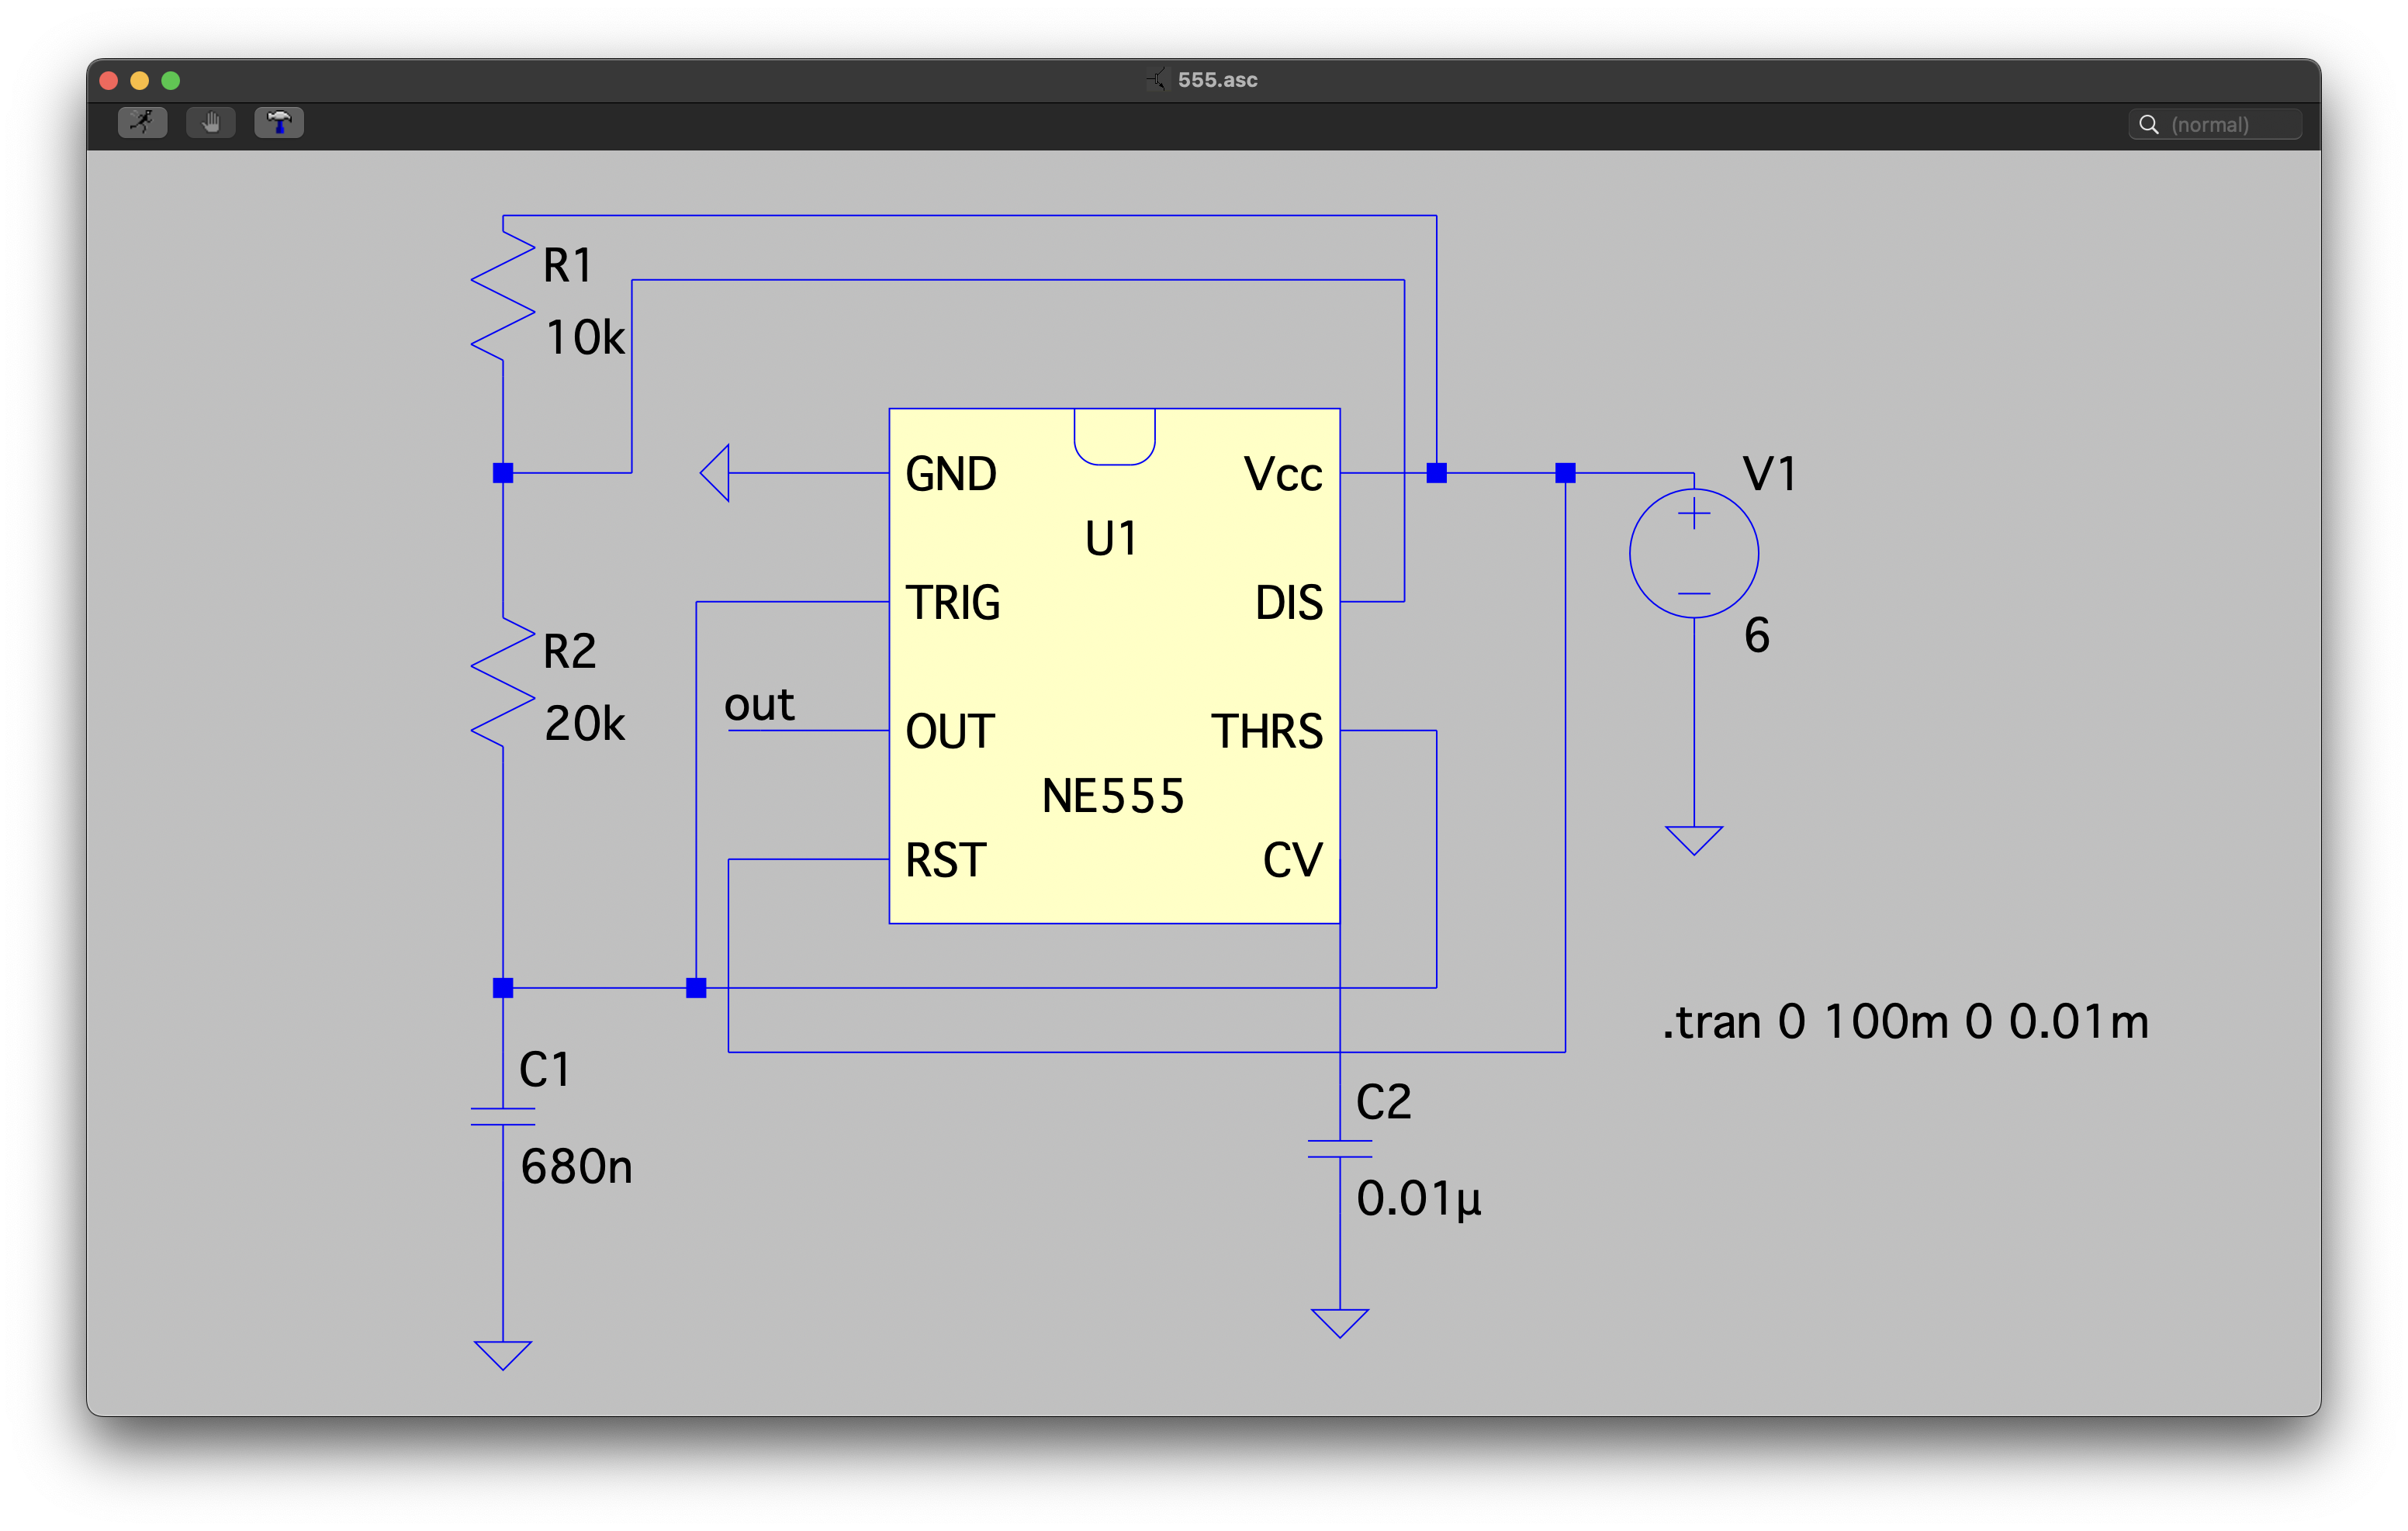 555.asc
(normal)
R1
10k
GND
Vcc
V1
U1
TRIG
DIS
6
R2
20k
out
OUT
THRS
NE555
RST
CV
.tran 0 100m 0 0.01m
C1
680n
C2
0.01µ